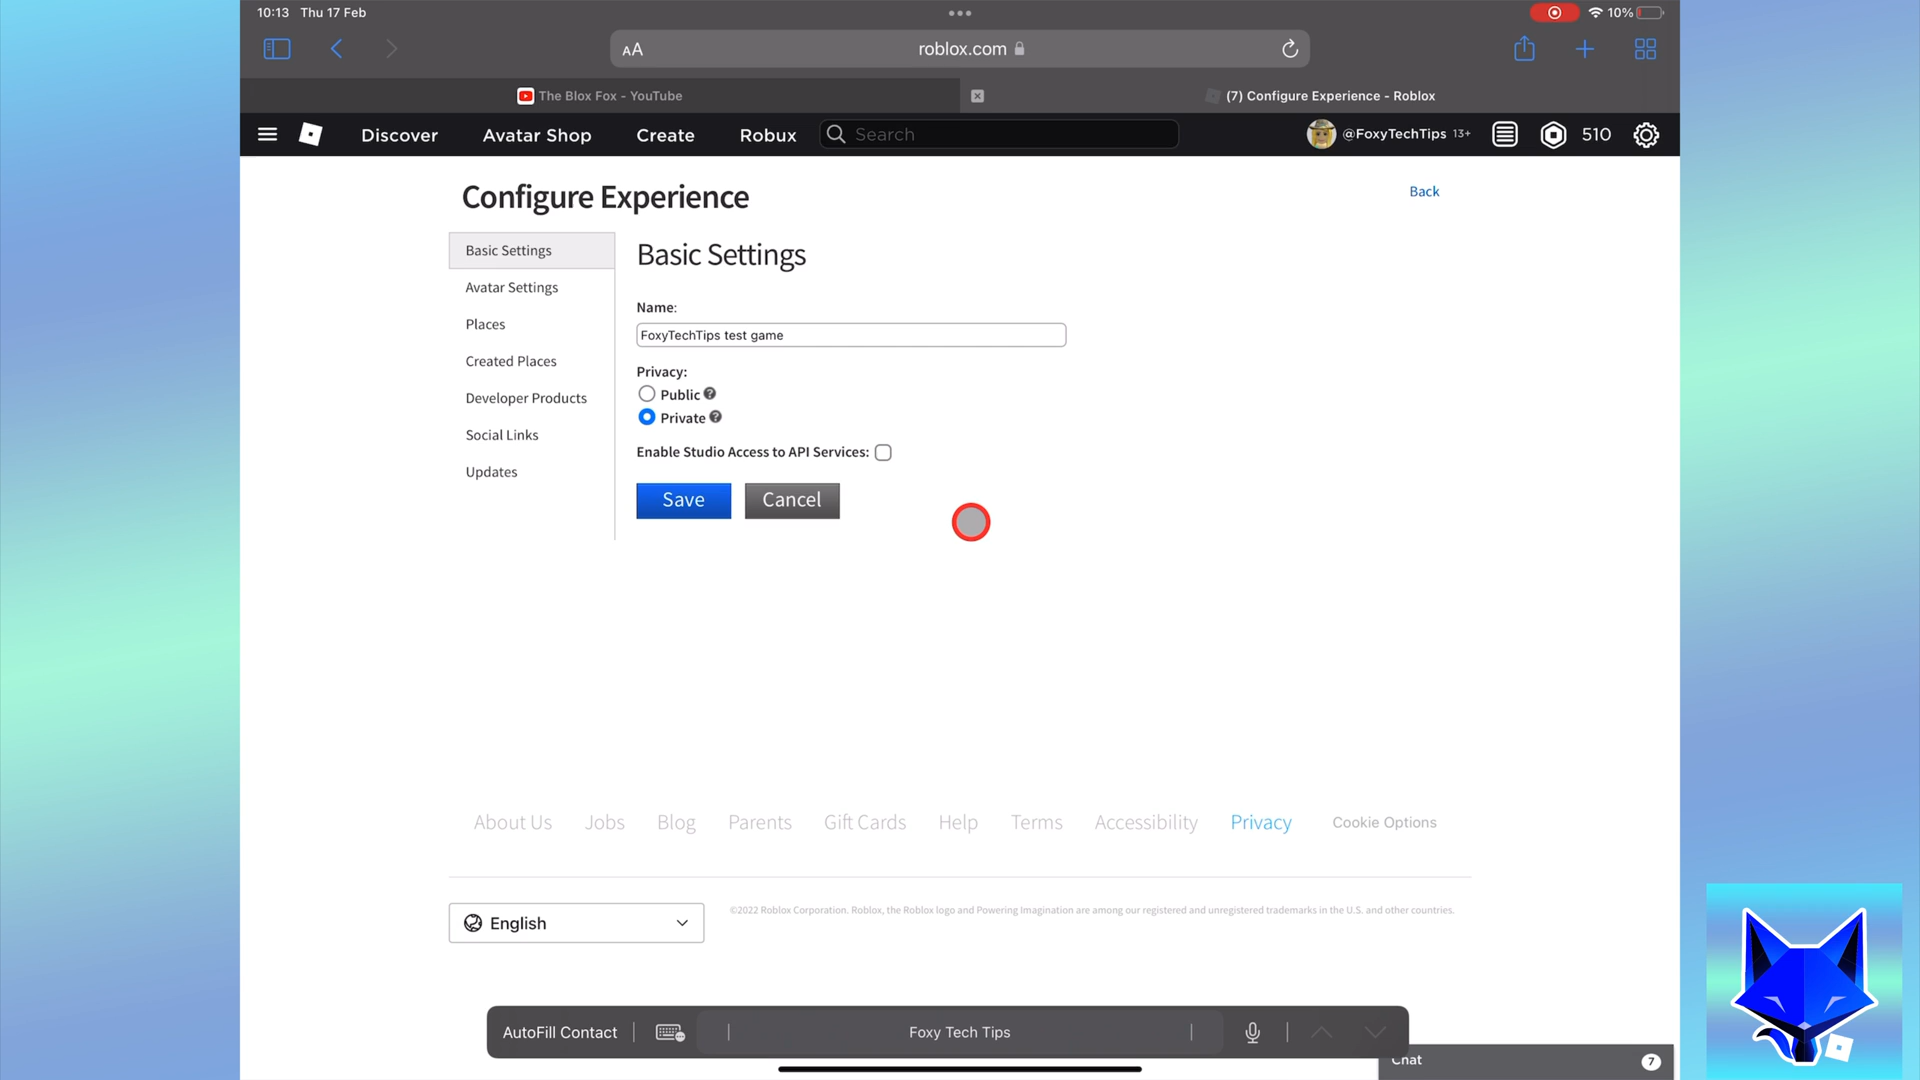 10:13 Thu 17 Feb
10%
AA
roblox.com
The Blox Fox - YouTube
(7) Configure Experience - Roblox
Discover
Avatar Shop
Create
Robux
Search
@FoxyTechTips 13+
510
Configure Experience
Back
Basic Settings
Avatar Settings
Places
Created Places
Developer Products
Social Links
Updates
Basic Settings
Name:
FoxyTechTips test game
Privacy:
Public
Private
Enable Studio Access to API Services:
Save
Cancel
About Us
Jobs
Blog
Parents
Gift Cards
Help
Terms
Accessibility
Privacy
Cookie Options
English
©2022 Roblox Corporation. Roblox, the Roblox logo and Powering Imagination are among our registered and unregistered trademarks in the U.S. and other countries.
AutoFill Contact
Foxy Tech Tips
Chat
7